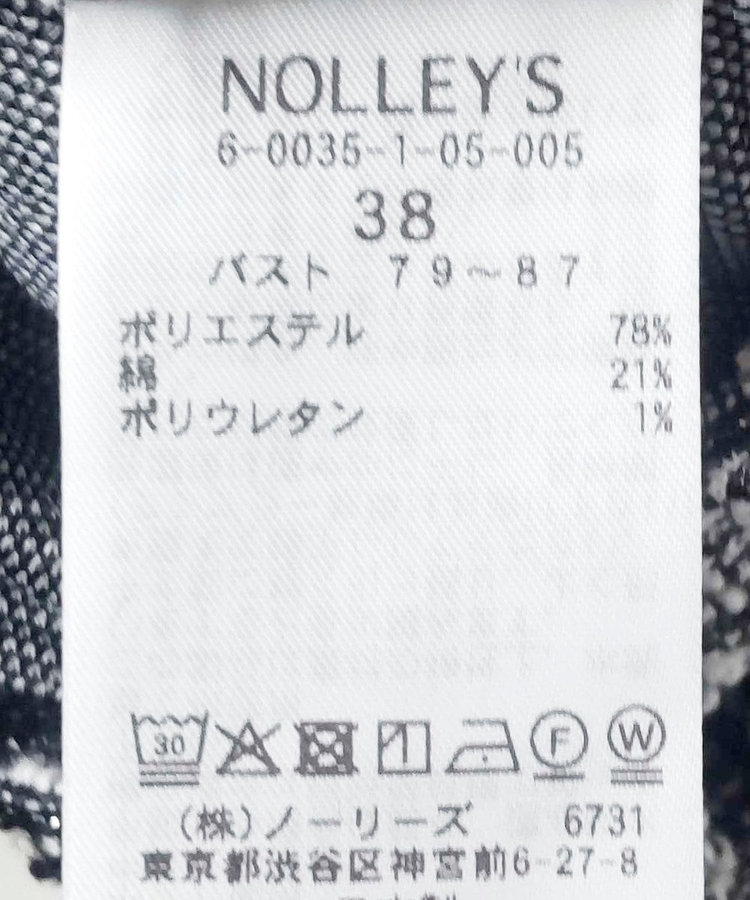 NOLLEY'S
6-0035-1-05-005
38
バスト 79~87
ポリエステル 78%
綿 21%
ポリウレタン 1%
30 F W
(株)ノーリーズ 6731
東京都渋谷区神宮前6-27-8